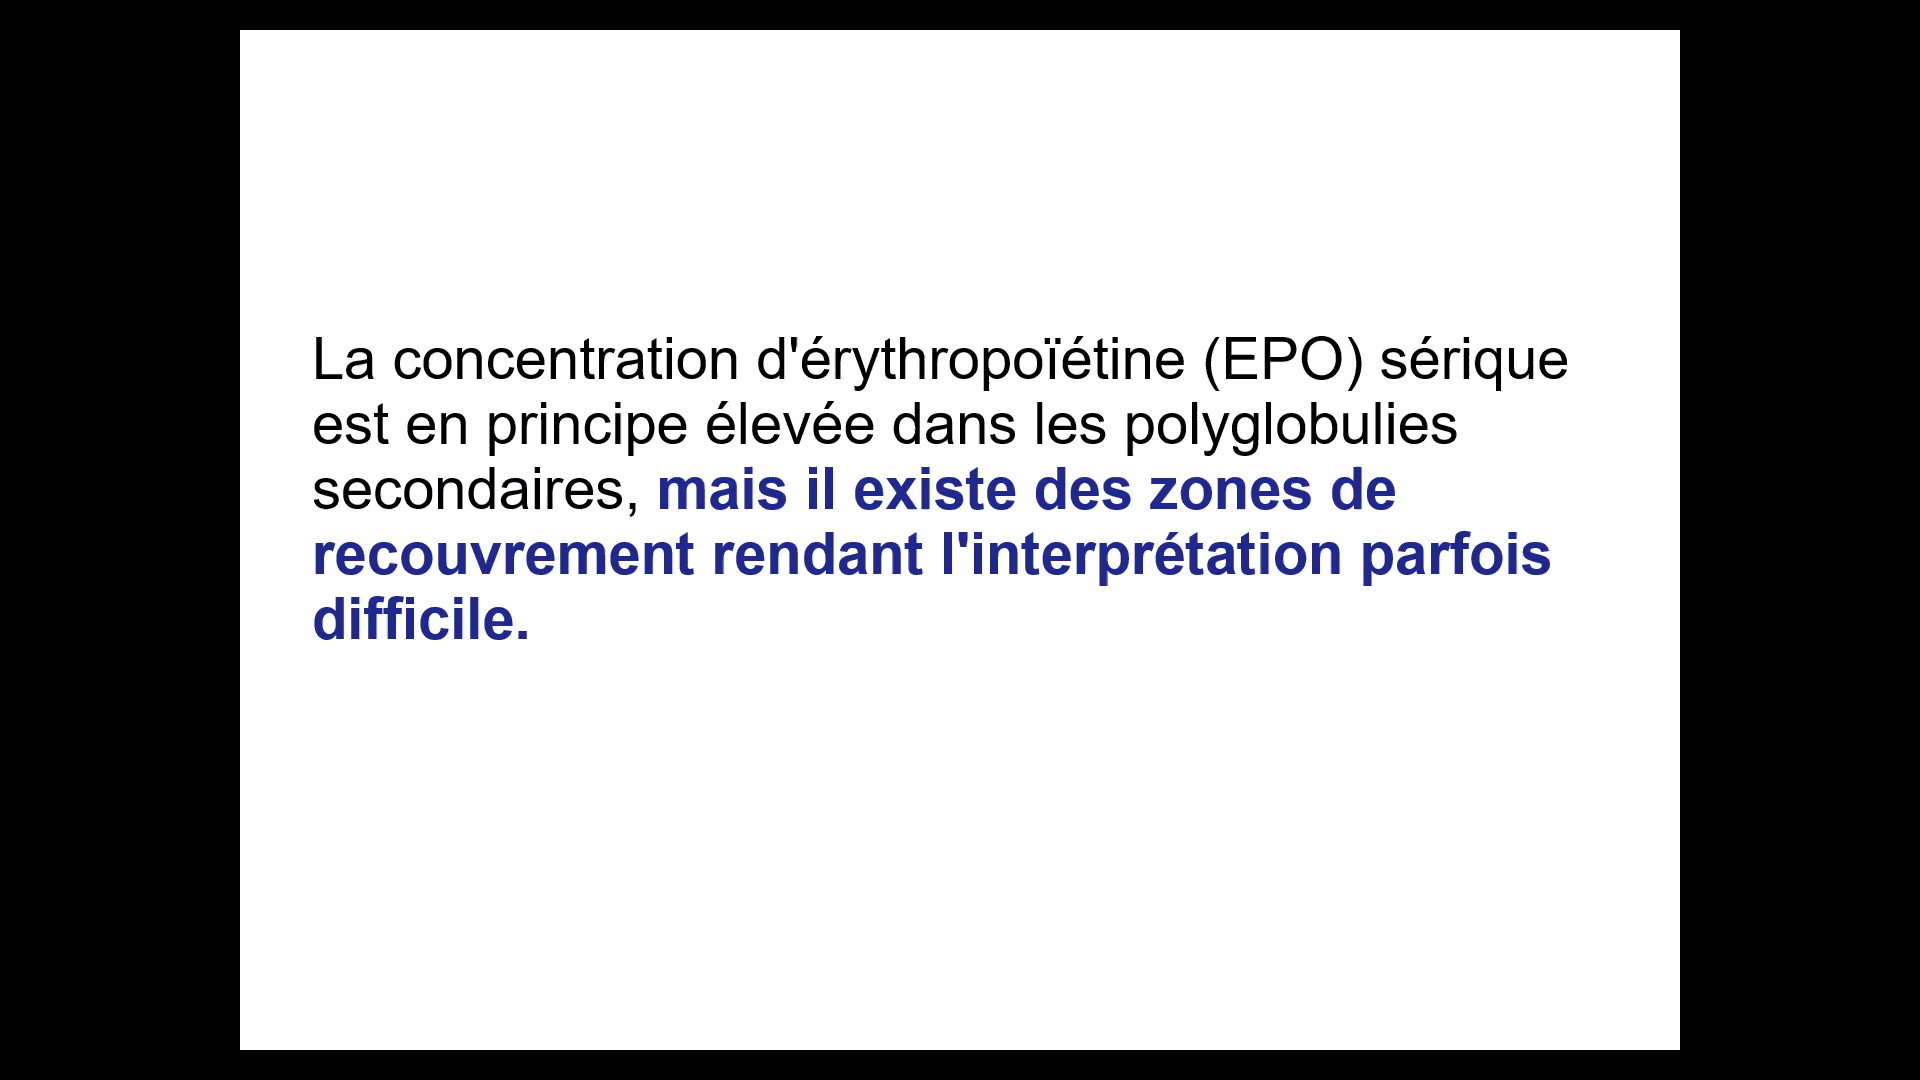 La concentration d'érythropoïétine (EPO) sérique
est en principe élevée dans les polyglobulies
secondaires, mais il existe des zones de
recouvrement rendant l'interprétation parfois
difficile.